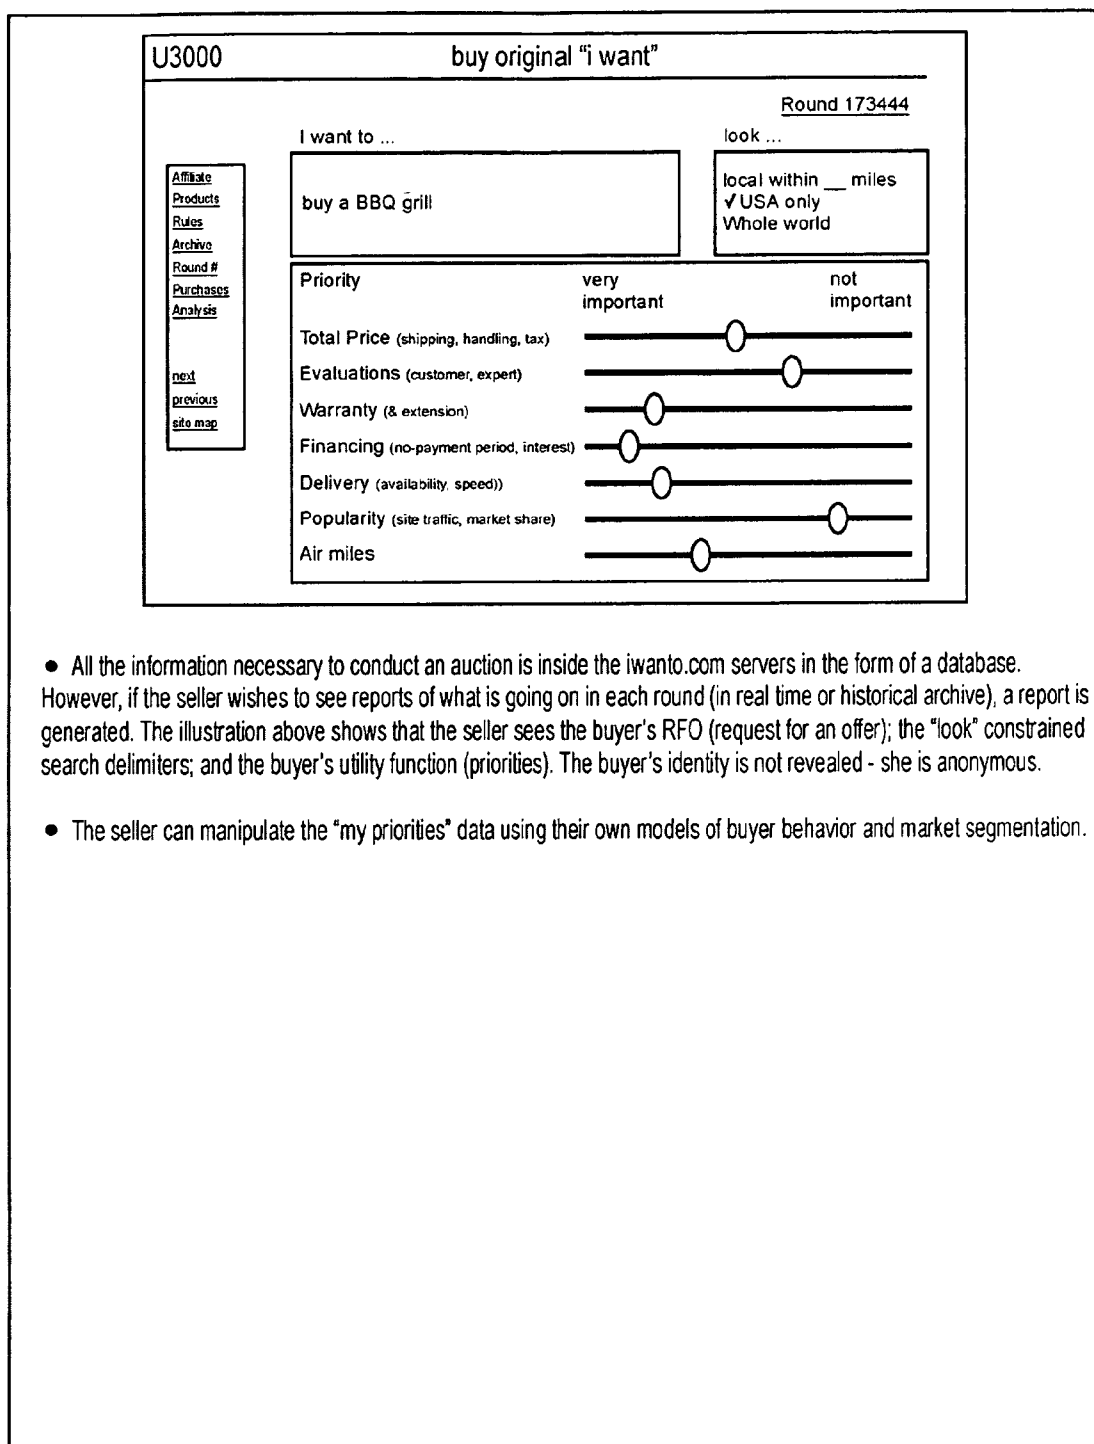 U3000 buy original “i want”
Round 173444
I want to ... look ...
Affiliate
Products
Rules
Archive
Round #
Purchases
Analysis
next
previous
site map
buy a BBQ grill
local within __ miles
✓USA only
Whole world
Priority very important not important
Total Price (shipping, handling, tax)
Evaluations (customer, expert)
Warranty (& extension)
Financing (no-payment period, interest)
Delivery (availability, speed))
Popularity (site traffic, market share)
Air miles
• All the information necessary to conduct an auction is inside the iwanto.com servers in the form of a database.
However, if the seller wishes to see reports of what is going on in each round (in real time or historical archive), a report is
generated. The illustration above shows that the seller sees the buyer's RFO (request for an offer); the "look" constrained
search delimiters; and the buyer's utility function (priorities). The buyer's identity is not revealed - she is anonymous.
• The seller can manipulate the "my priorities" data using their own models of buyer behavior and market segmentation.